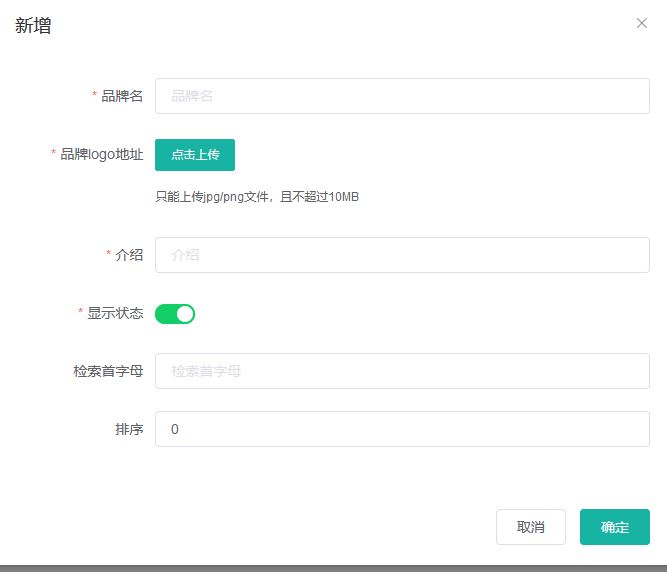 新增
* 品牌名 品牌名
* 品牌logo地址 点击上传
只能上传jpg/png文件，且不超过10MB
* 介绍 介绍
* 显示状态
检索首字母 检索首字母
排序 0
取消 确定